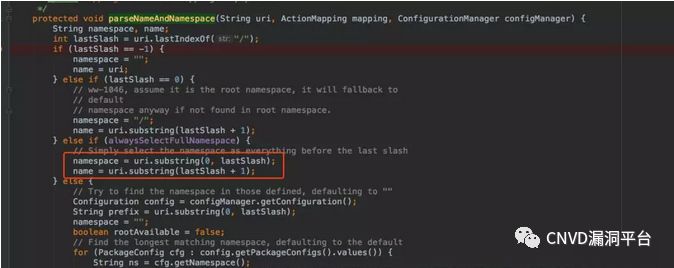 */
protected void parseNameAndNamespace(String uri, ActionMapping mapping, ConfigurationManager configManager) {
String namespace, name;
int lastSlash = uri.lastIndexOf( str: "/");
if (lastSlash == -1) {
namespace = "";
name = uri;
} else if (lastSlash == 0) {
// ww-1046, assume it is the root namespace, it will fallback to
// default
// namespace anyway if not found in root namespace.
namespace = "/";
name = uri.substring(lastSlash + 1);
} else if (alwaysSelectFullNamespace) {
// Simply select the namespace as everything before the last slash
namespace = uri.substring(0, lastSlash);
name = uri.substring(lastSlash + 1);
} else {
// Try to find the namespace in those defined, defaulting to ""
Configuration config = configManager.getConfiguration();
String prefix = uri.substring(0, lastSlash);
namespace = "";
boolean rootAvailable = false;
// Find the longest matching namespace, defaulting to the default
for (PackageConfig cfg : config.getPackageConfigs().values()) {
String ns = cfg.getNamespace();
CNVD漏洞平台